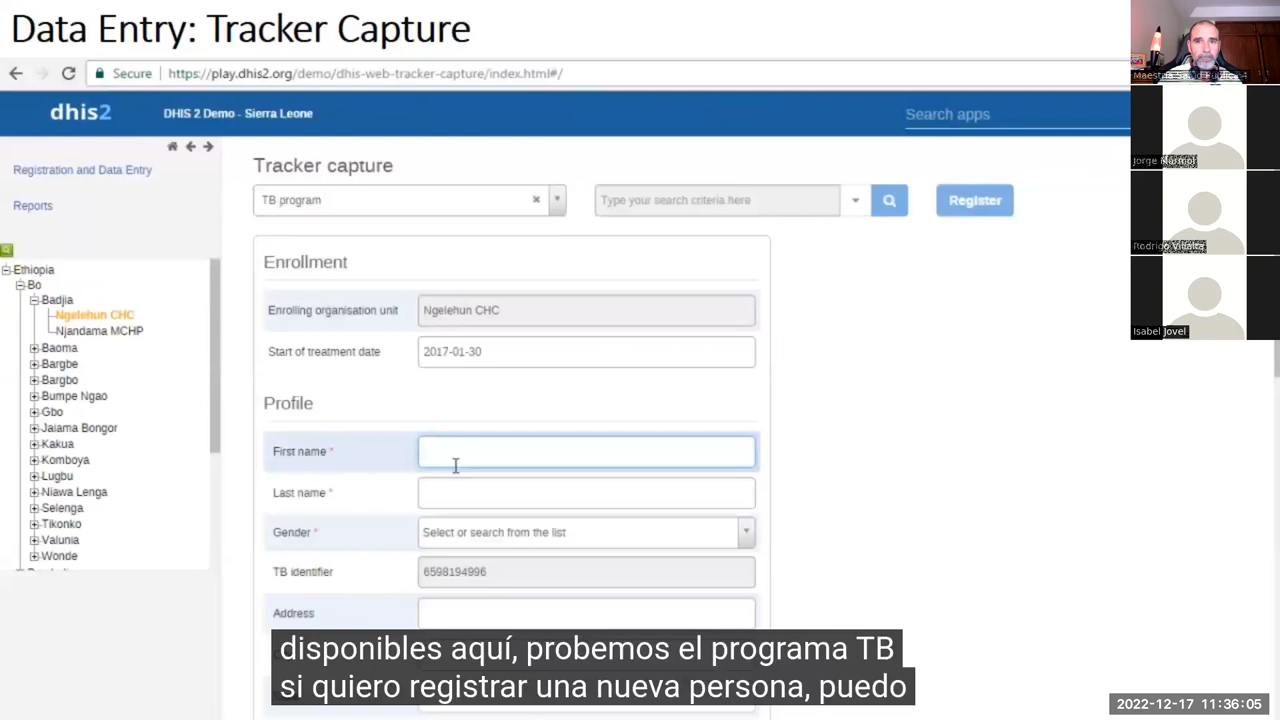 Data Entry: Tracker Capture
Secure
https://play.dhis2.org/demo/dhis-web-tracker-capture/index.html#/
dhis2
DHIS 2 Demo - Sierra Leone
Search apps
Registration and Data Entry
Reports
Ethiopia
Bo
Badjia
Ngelehun CHC
Njandama MCHP
Baoma
Bargbe
Bargbo
Bumpe Ngao
Gbo
Jaiama Bongor
Kakua
Komboya
Lugbu
Niawa Lenga
Selenga
Tikonko
Valunia
Wonde
Tracker capture
TB program
Type your search criteria here
Register
Enrollment
Enrolling organisation unit
Ngelehun CHC
Start of treatment date
2017-01-30
Profile
First name *
Last name *
Gender *
Select or search from the list
TB identifier
6598194996
Address
disponibles aquí, probemos el programa TB
si quiero registrar una nueva persona, puedo
Jorge Marmol
Rodrigo Villalta
Isabel Jovel
2022-12-17 11:36:05